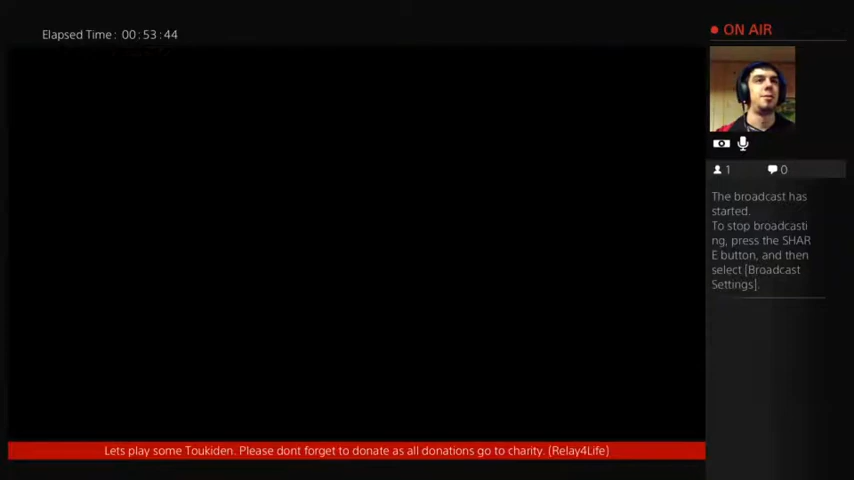 Elapsed Time: 00:53:44
ON AIR
1 0
The broadcast has
started.
To stop broadcasti
ng, press the SHAR
E button, and then
select [Broadcast
Settings].
Lets play some Toukiden. Please dont forget to donate as all donations go to charity. (Relay4Life)